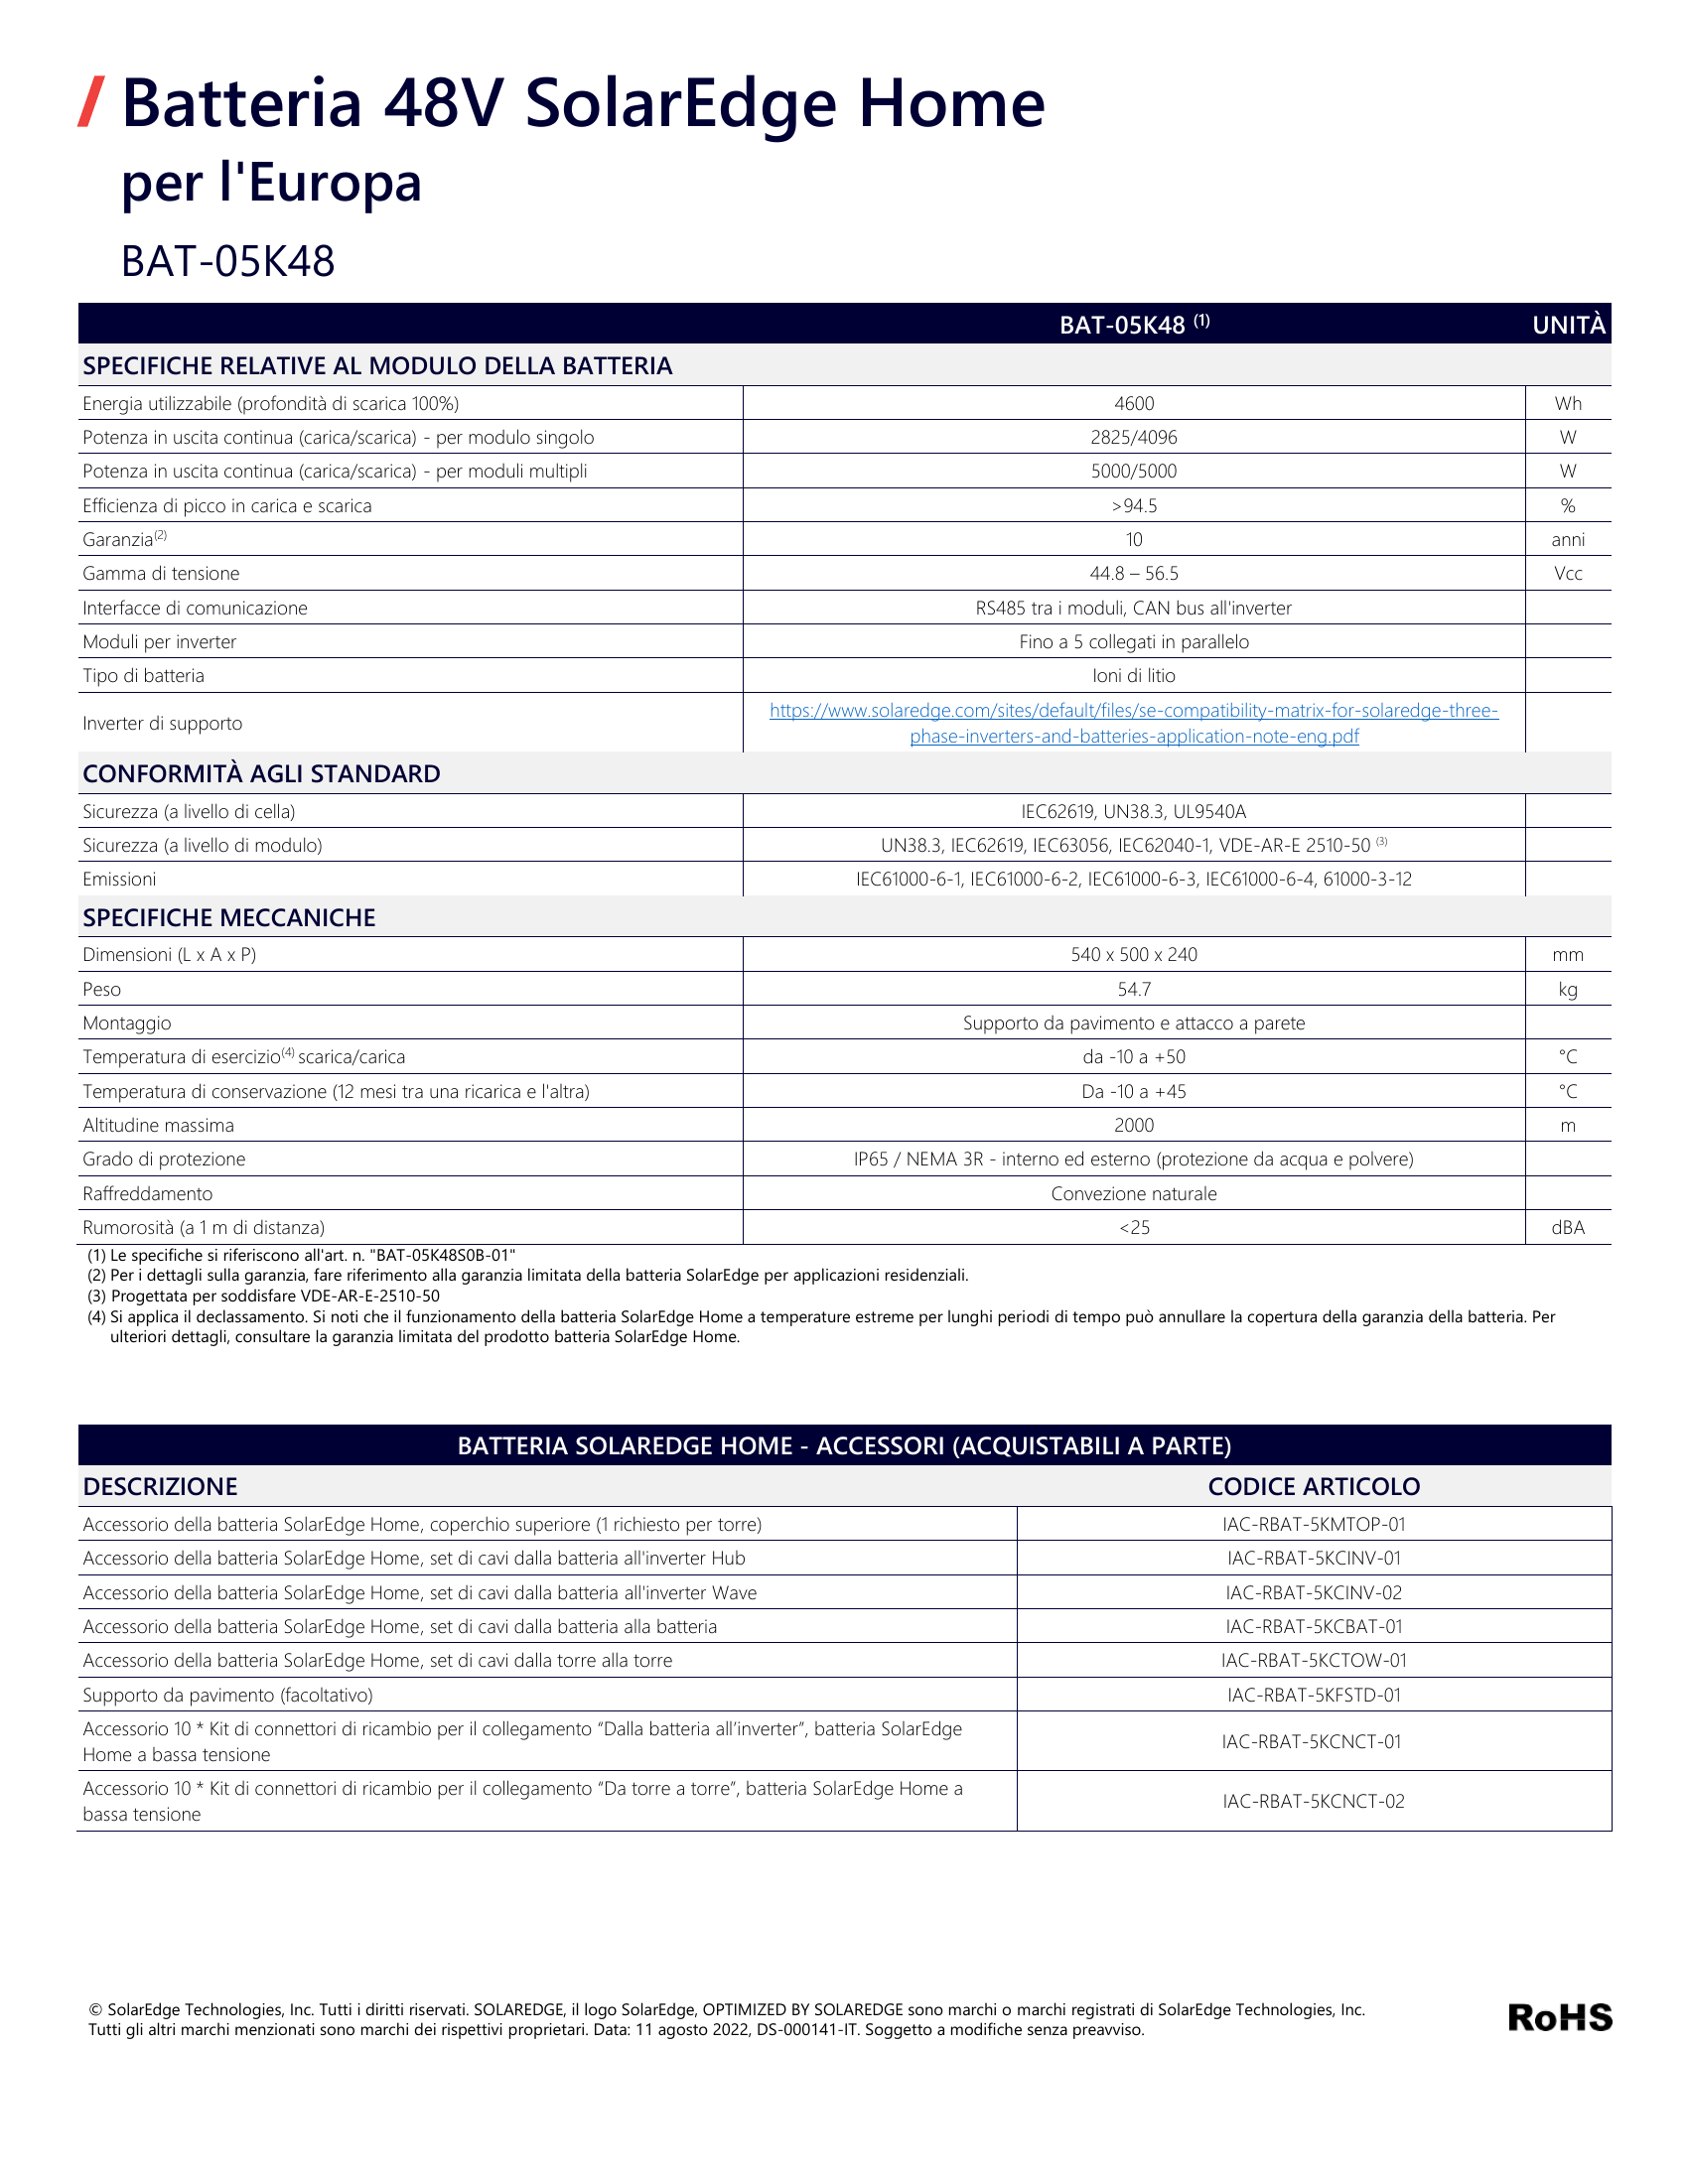 Batteria 48V SolarEdge Home
per l'Europa
BAT-05K48
BAT-05K48 (1) UNITÀ
SPECIFICHE RELATIVE AL MODULO DELLA BATTERIA
Energia utilizzabile (profondità di scarica 100%) 4600 Wh
Potenza in uscita continua (carica/scarica) - per modulo singolo 2825/4096 W
Potenza in uscita continua (carica/scarica) - per moduli multipli 5000/5000 W
Efficienza di picco in carica e scarica >94.5 %
Garanzia(2) 10 anni
Gamma di tensione 44.8 – 56.5 Vcc
Interfacce di comunicazione RS485 tra i moduli, CAN bus all'inverter
Moduli per inverter Fino a 5 collegati in parallelo
Tipo di batteria Ioni di litio
Inverter di supporto https://www.solaredge.com/sites/default/files/se-compatibility-matrix-for-solaredge-three-
phase-inverters-and-batteries-application-note-eng.pdf
CONFORMITÀ AGLI STANDARD
Sicurezza (a livello di cella) IEC62619, UN38.3, UL9540A
Sicurezza (a livello di modulo) UN38.3, IEC62619, IEC63056, IEC62040-1, VDE-AR-E 2510-50 (3)
Emissioni IEC61000-6-1, IEC61000-6-2, IEC61000-6-3, IEC61000-6-4, 61000-3-12
SPECIFICHE MECCANICHE
Dimensioni (L x A x P) 540 x 500 x 240 mm
Peso 54.7 kg
Montaggio Supporto da pavimento e attacco a parete
Temperatura di esercizio(4) scarica/carica da -10 a +50 °C
Temperatura di conservazione (12 mesi tra una ricarica e l'altra) Da -10 a +45 °C
Altitudine massima 2000 m
Grado di protezione IP65 / NEMA 3R - interno ed esterno (protezione da acqua e polvere)
Raffreddamento Convezione naturale
Rumorosità (a 1 m di distanza) <25 dBA
(1) Le specifiche si riferiscono all'art. n. "BAT-05K48S0B-01"
(2) Per i dettagli sulla garanzia, fare riferimento alla garanzia limitata della batteria SolarEdge per applicazioni residenziali.
(3) Progettata per soddisfare VDE-AR-E-2510-50
(4) Si applica il declassamento. Si noti che il funzionamento della batteria SolarEdge Home a temperature estreme per lunghi periodi di tempo può annullare la copertura della garanzia della batteria. Per
ulteriori dettagli, consultare la garanzia limitata del prodotto batteria SolarEdge Home.
BATTERIA SOLAREDGE HOME - ACCESSORI (ACQUISTABILI A PARTE)
DESCRIZIONE CODICE ARTICOLO
Accessorio della batteria SolarEdge Home, coperchio superiore (1 richiesto per torre) IAC-RBAT-5KMTOP-01
Accessorio della batteria SolarEdge Home, set di cavi dalla batteria all'inverter Hub IAC-RBAT-5KCINV-01
Accessorio della batteria SolarEdge Home, set di cavi dalla batteria all'inverter Wave IAC-RBAT-5KCINV-02
Accessorio della batteria SolarEdge Home, set di cavi dalla batteria alla batteria IAC-RBAT-5KCBAT-01
Accessorio della batteria SolarEdge Home, set di cavi dalla torre alla torre IAC-RBAT-5KCTOW-01
Supporto da pavimento (facoltativo) IAC-RBAT-5KFSTD-01
Accessorio 10 * Kit di connettori di ricambio per il collegamento “Dalla batteria all’inverter”, batteria SolarEdge
Home a bassa tensione IAC-RBAT-5KCNCT-01
Accessorio 10 * Kit di connettori di ricambio per il collegamento “Da torre a torre”, batteria SolarEdge Home a
bassa tensione IAC-RBAT-5KCNCT-02
© SolarEdge Technologies, Inc. Tutti i diritti riservati. SOLAREDGE, il logo SolarEdge, OPTIMIZED BY SOLAREDGE sono marchi o marchi registrati di SolarEdge Technologies, Inc.
Tutti gli altri marchi menzionati sono marchi dei rispettivi proprietari. Data: 11 agosto 2022, DS-000141-IT. Soggetto a modifiche senza preavviso.
RoHS